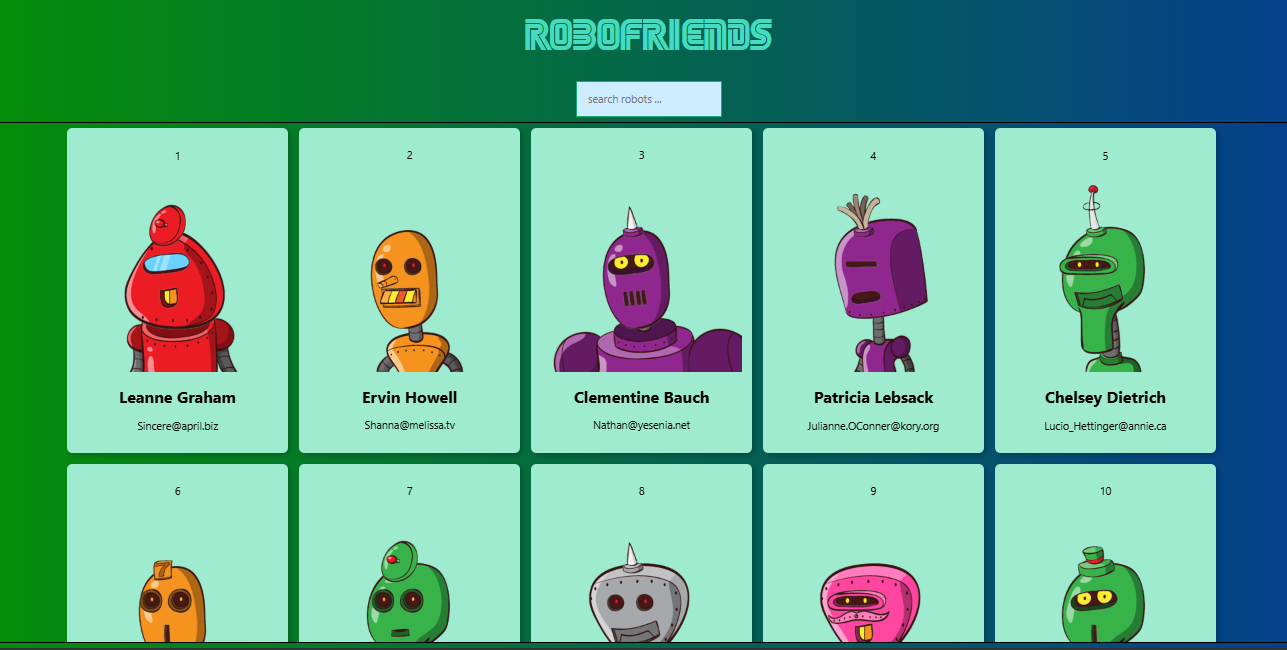 ROBOFRIENDS
search robots ...
1
2
3
4
5
Leanne Graham
Ervin Howell
Clementine Bauch
Patricia Lebsack
Chelsey Dietrich
Sincere@april.biz
Shanna@melissa.tv
Nathan@yesenia.net
Julianne.OConner@kory.org
Lucio_Hettinger@annie.ca
6
7
8
9
10
7